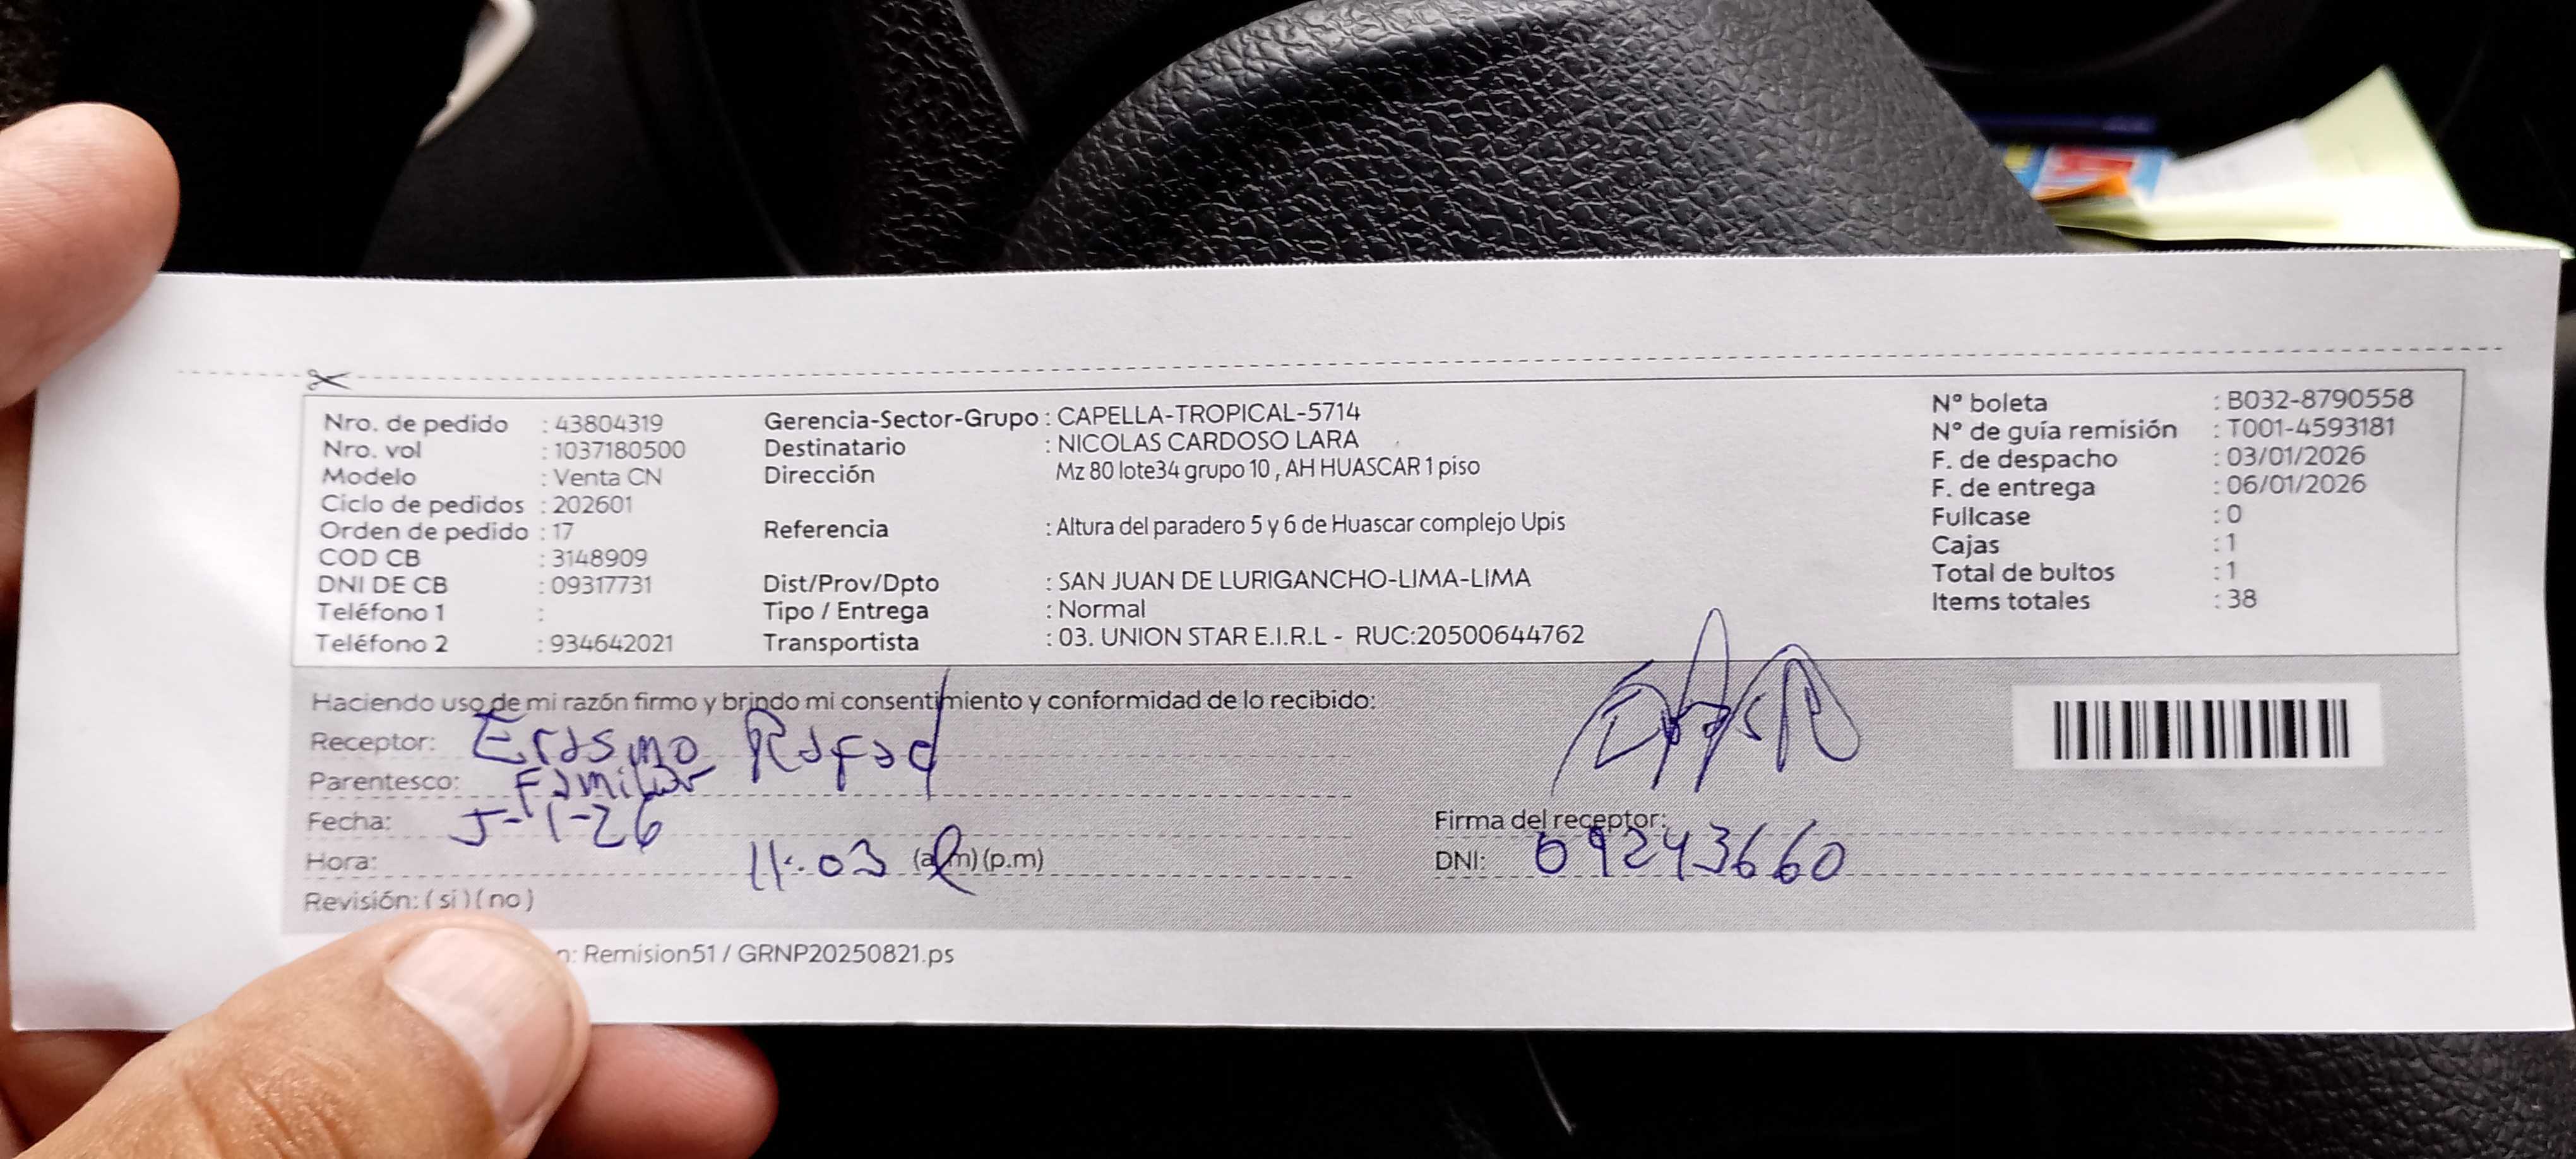 Nro. de pedido : 43804319
Nro. vol : 1037180500
Modelo : Venta CN
Ciclo de pedidos : 202601
Orden de pedido : 17
COD CB : 3148909
DNI DE CB : 09317731
Teléfono 1 :
Teléfono 2 : 934642021
Gerencia-Sector-Grupo : CAPELLA-TROPICAL-5714
Destinatario : NICOLAS CARDOSO LARA
Dirección Mz 80 lote34 grupo 10 , AH HUASCAR 1 piso
Referencia : Altura del paradero 5 y 6 de Huascar complejo Upis
Dist/Prov/Dpto : SAN JUAN DE LURIGANCHO-LIMA-LIMA
Tipo / Entrega : Normal
Transportista : 03. UNION STAR E.I.R.L - RUC:20500644762
N° boleta : B032-8790558
N° de guía remisión : T001-4593181
F. de despacho : 03/01/2026
F. de entrega : 06/01/2026
Fullcase : 0
Cajas : 1
Total de bultos : 1
Items totales : 38
Haciendo uso de mi razón firmo y brindo mi consentimiento y conformidad de lo recibido:
Receptor: Erasmo
Parentesco: Familiar
Fecha: 5-1-26
Hora: 11:03 (a.m) (p.m)
Revisión: ( si ) ( no )
Firma del receptor:
DNI: 09243660
Remision51 / GRNP20250821.ps